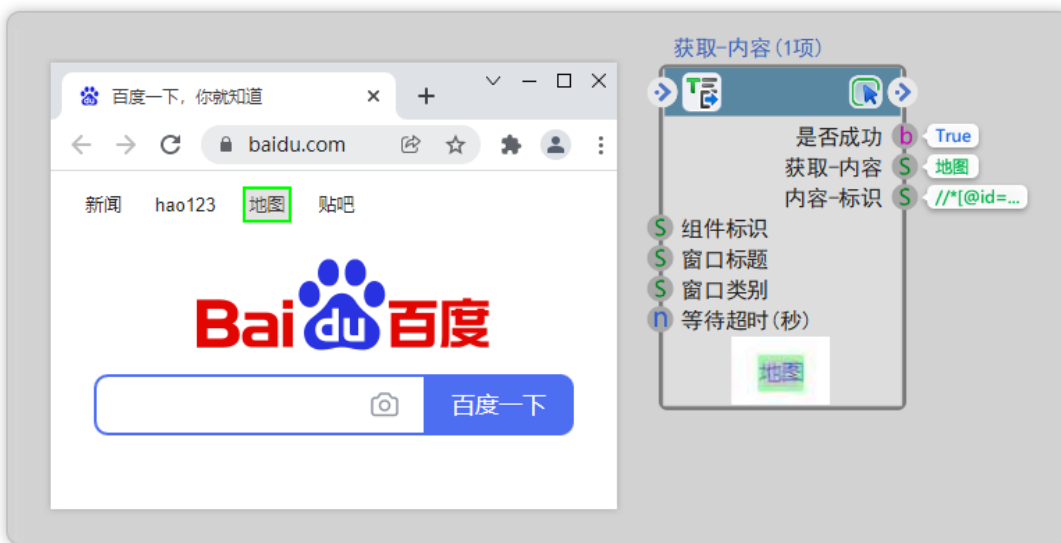 获取-内容(1项)
百度一下，你就知道
baidu.com
是否成功 b True
获取-内容 S 地图
内容-标识 S //*[@id=...
新闻 hao123 地图 贴吧
S 组件标识
S 窗口标题
S 窗口类别
n 等待超时(秒)
Bai du 百度
地图
百度一下